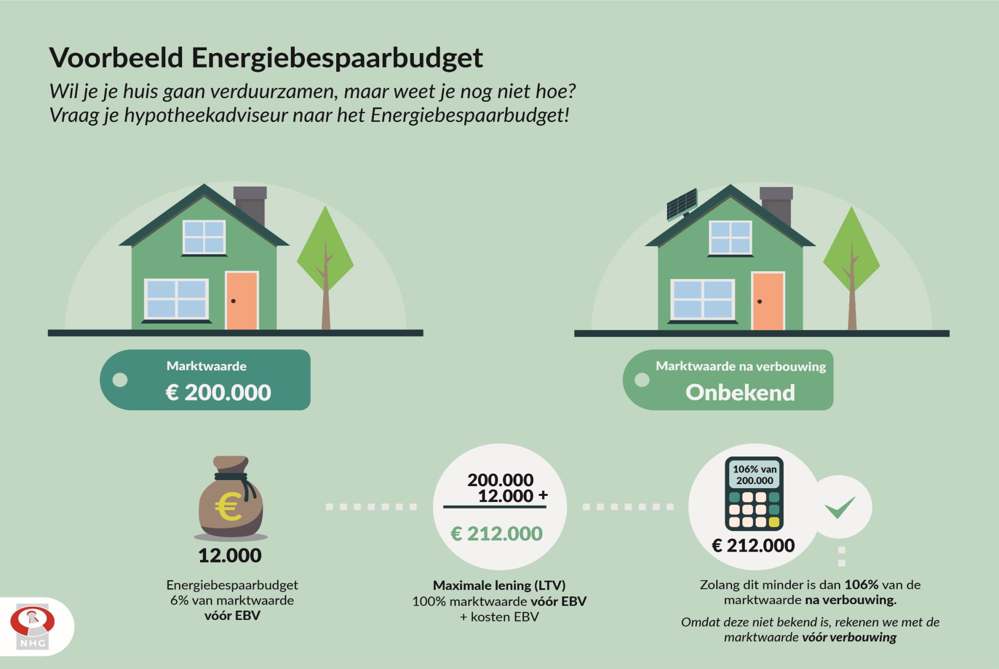 Voorbeeld Energiebespaarbudget
Wil je je huis gaan verduurzamen, maar weet je nog niet hoe?
Vraag je hypotheekadviseur naar het Energiebespaarbudget!
Marktwaarde
€ 200.000
Marktwaarde na verbouwing
Onbekend
€
12.000
Energiebespaarbudget
6% van marktwaarde
vóór EBV
200.000
12.000 +
€ 212.000
Maximale lening (LTV)
100% marktwaarde vóór EBV
+ kosten EBV
106% van
200.000
€ 212.000
Zolang dit minder is dan 106% van de
marktwaarde na verbouwing.
Omdat deze niet bekend is, rekenen we met de
marktwaarde vóór verbouwing
NHG